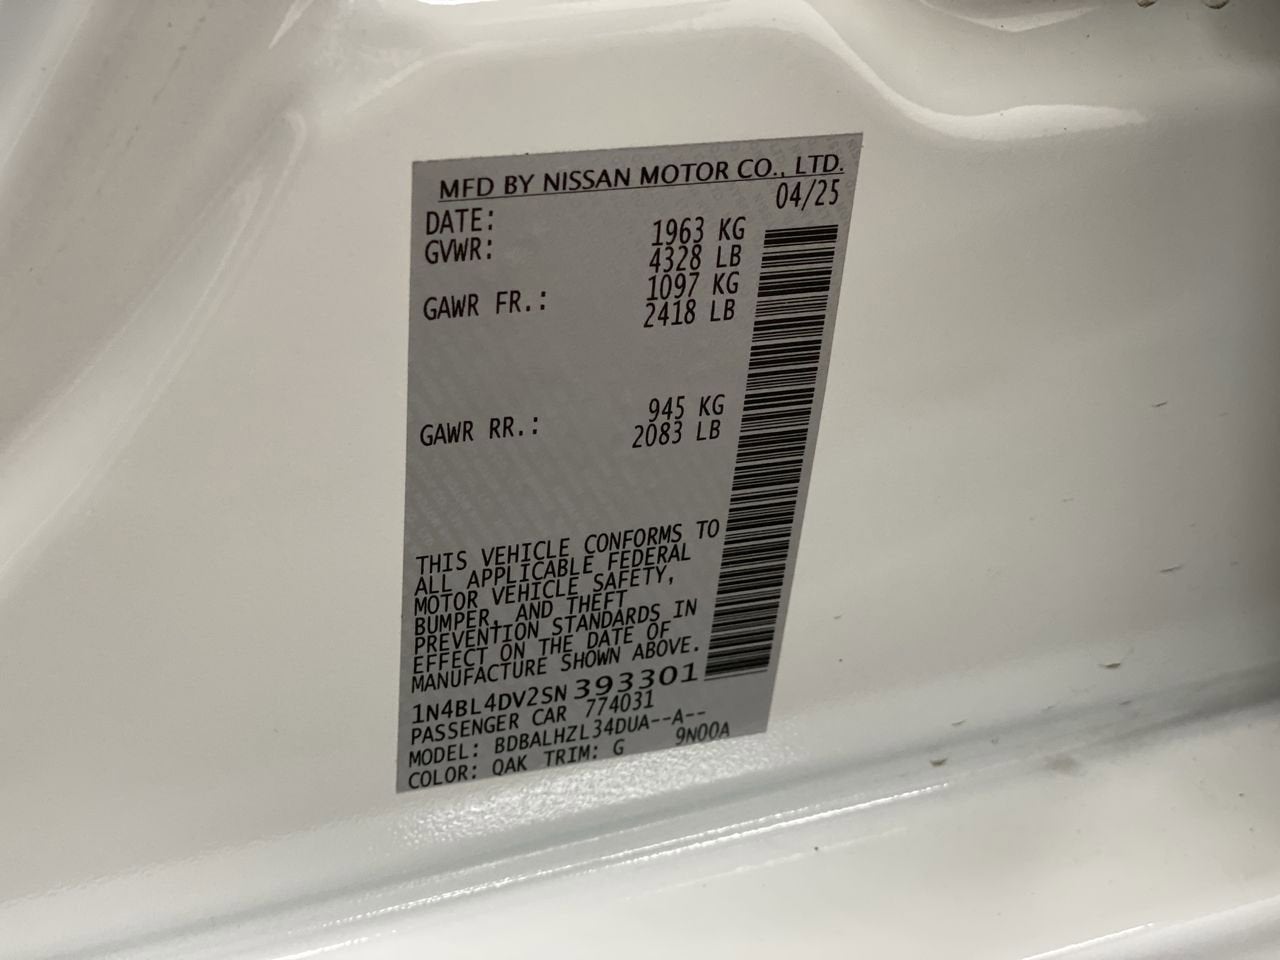 MFD BY NISSAN MOTOR CO., LTD.
DATE: 04/25
GVWR: 1963 KG
4328 LB
GAWR FR.: 1097 KG
2418 LB
GAWR RR.: 945 KG
2083 LB
THIS VEHICLE CONFORMS TO
ALL APPLICABLE FEDERAL
MOTOR VEHICLE SAFETY,
BUMPER, AND THEFT
PREVENTION STANDARDS IN
EFFECT ON THE DATE OF
MANUFACTURE SHOWN ABOVE.
1N4BL4DV2SN393301
PASSENGER CAR 774031
MODEL: BDBALHZL34DUA--A--
COLOR: QAK TRIM: G 9N00A